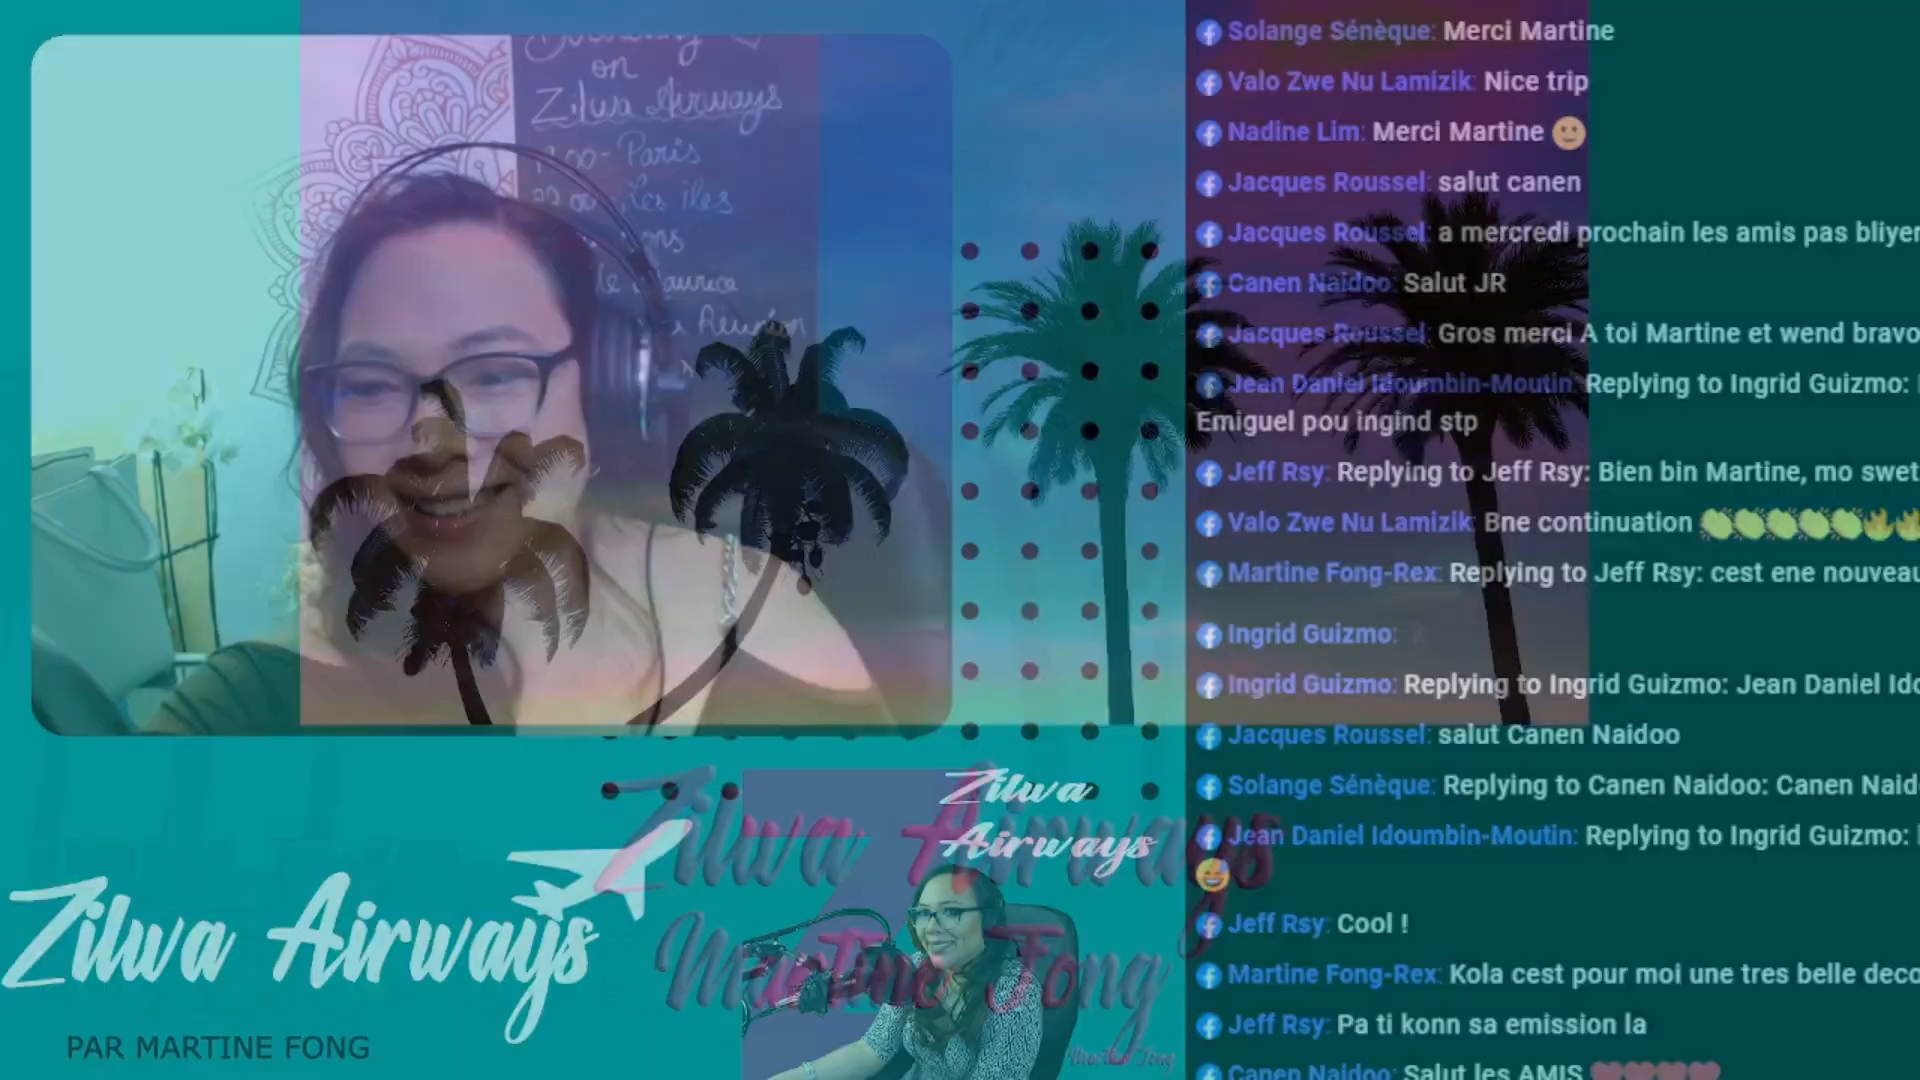 on
Zilwa Airways
Paris
Les îles
Maurice
Réunion
Solange Sénèque: Merci Martine
Valo Zwe Nu Lamizik: Nice trip
Nadine Lim: Merci Martine 🙂
Jacques Roussel: salut canen
Jacques Roussel: a mercredi prochain les amis pas bliyer
Canen Naidoo: Salut JR
Jacques Roussel: Gros merci A toi Martine et wend bravo
Jean Daniel Idoumbin-Moutin: Replying to Ingrid Guizmo:
Emiguel pou ingind stp
Jeff Rsy: Replying to Jeff Rsy: Bien bin Martine, mo swet
Valo Zwe Nu Lamizik: Bne continuation 👏👏👏👏👏🔥🔥
Martine Fong-Rex: Replying to Jeff Rsy: cest ene nouveau
Ingrid Guizmo:
Ingrid Guizmo: Replying to Ingrid Guizmo: Jean Daniel Ido
Jacques Roussel: salut Canen Naidoo
Solange Sénèque: Replying to Canen Naidoo: Canen Naid
Jean Daniel Idoumbin-Moutin: Replying to Ingrid Guizmo:
😅
Jeff Rsy: Cool !
Martine Fong-Rex: Kola cest pour moi une tres belle deco
Jeff Rsy: Pa ti konn sa emission la
Canen Naidoo: Salut les AMIS ❤❤❤❤
Zilwa
Airways
Zilwa Airways
Martine Fong
Zilwa Airways
PAR MARTINE FONG
Martine Fong